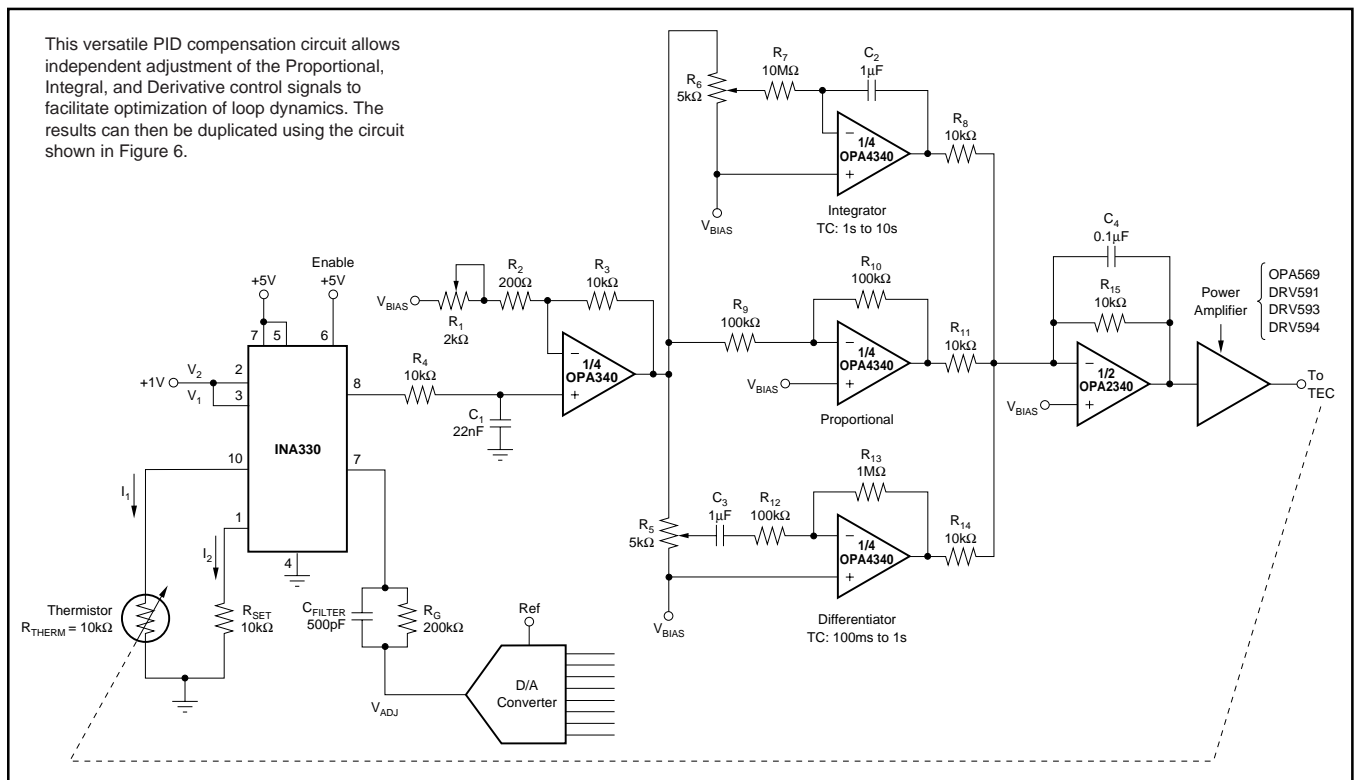 This versatile PID compensation circuit allows
independent adjustment of the Proportional,
Integral, and Derivative control signals to
facilitate optimization of loop dynamics. The
results can then be duplicated using the circuit
shown in Figure 6.
R6
5kΩ
R7
10MΩ
C2
1μF
–
1/4
OPA4340
+
R8
10kΩ
VBIAS
Integrator
TC: 1s to 10s
+5V
Enable
+5V
7
5
6
V2
+1V
V1
2
3
8
INA330
10
7
1
4
I1
I2
Thermistor
RTHERM = 10kΩ
RSET
10kΩ
R4
10kΩ
C1
22nF
VBIAS
R1
2kΩ
R2
200Ω
R3
10kΩ
–
1/4
OPA340
+
R9
100kΩ
R10
100kΩ
–
1/4
OPA4340
+
VBIAS
R11
10kΩ
Proportional
C4
0.1μF
R15
10kΩ
–
1/2
OPA2340
+
VBIAS
Power
Amplifier
OPA569
DRV591
DRV593
DRV594
To
TEC
R5
5kΩ
C3
1μF
R12
100kΩ
R13
1MΩ
–
1/4
OPA4340
+
R14
10kΩ
VBIAS
Differentiator
TC: 100ms to 1s
CFILTER
500pF
RG
200kΩ
Ref
D/A
Converter
VADJ